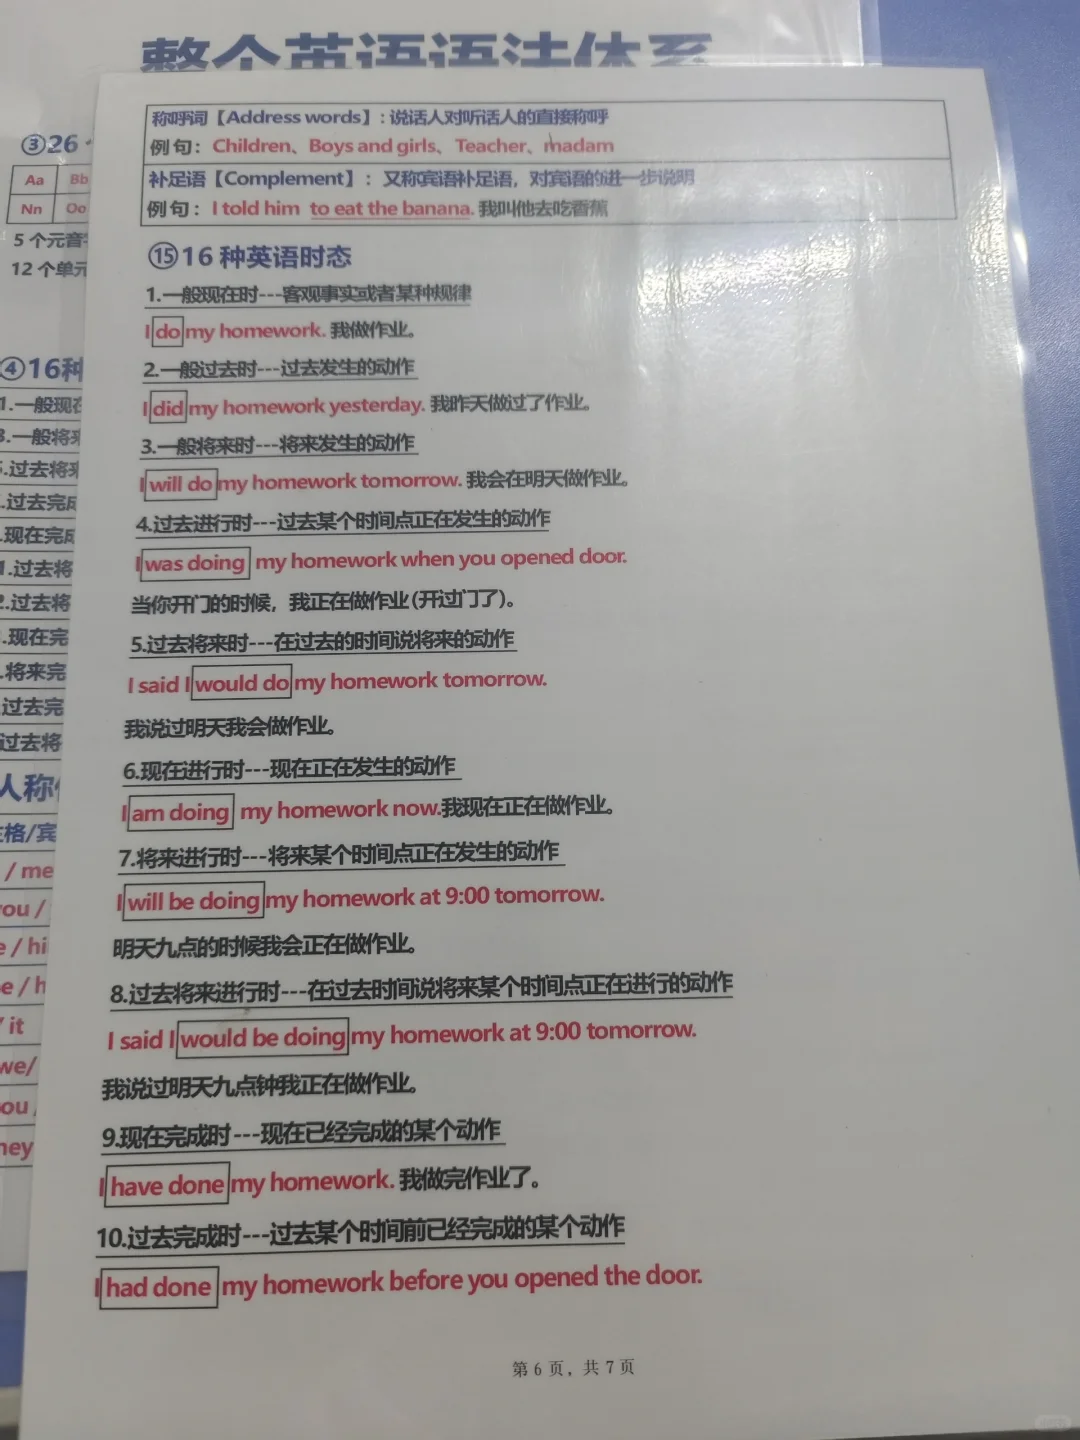 整个英语语法体系
③26
Aa Bb
Nn Oo
5 个元音
12 个单元
④16种
1.一般现在
3.一般将来
5.过去将来
过去完成
现在完成
1.过去将
2.过去将
现在完
将来完
过去完
过去将
人称
格/宾
/ me
you /
/ hi
/ h
/ it
we/
you
hey
称呼词【Address words】: 说话人对听话人的直接称呼
例句： Children、Boys and girls、Teacher、madam
补足语【Complement】: 又称宾语补足语，对宾语的进一步说明
例句： I told him to eat the banana. 我叫他去吃香蕉
⑮16 种英语时态
1.一般现在时---客观事实或者某种规律
I do my homework. 我做作业。
2.一般过去时---过去发生的动作
I did my homework yesterday. 我昨天做过了作业。
3.一般将来时---将来发生的动作
I will do my homework tomorrow. 我会在明天做作业。
4.过去进行时---过去某个时间点正在发生的动作
I was doing my homework when you opened door.
当你开门的时候，我正在做作业(开过门了)。
5.过去将来时---在过去的时间说将来的动作
I said I would do my homework tomorrow.
我说过明天我会做作业。
6.现在进行时---现在正在发生的动作
I am doing my homework now.我现在正在做作业。
7.将来进行时---将来某个时间点正在发生的动作
I will be doing my homework at 9:00 tomorrow.
明天九点的时候我会正在做作业。
8.过去将来进行时---在过去时间说将来某个时间点正在进行的动作
I said I would be doing my homework at 9:00 tomorrow.
我说过明天九点钟我正在做作业。
9.现在完成时---现在已经完成的某个动作
I have done my homework. 我做完作业了。
10.过去完成时---过去某个时间前已经完成的某个动作
I had done my homework before you opened the door.
第 6 页，共 7 页